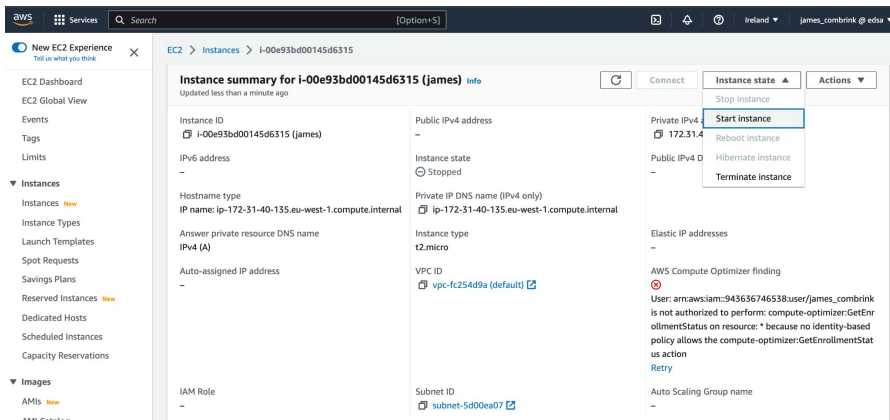 aws
Services
Search
[Option+S]
Ireland ▼
james_combrink @ edsa
New EC2 Experience
Tell us what you think
EC2 Dashboard
EC2 Global View
Events
Tags
Limits
Instances
Instances New
Instance Types
Launch Templates
Spot Requests
Savings Plans
Reserved Instances New
Dedicated Hosts
Scheduled Instances
Capacity Reservations
Images
AMIs New
AMI Catalog
EC2 > Instances > i-00e93bd00145d6315
Instance summary for i-00e93bd00145d6315 (james) Info
Updated less than a minute ago
Connect
Instance state ▲
Actions ▼
Stop instance
Start instance
Reboot instance
Hibernate instance
Terminate instance
Instance ID
i-00e93bd00145d6315 (james)
Public IPv4 address
–
Private IPv4
172.31.4
IPv6 address
–
Instance state
Stopped
Public IPv4 D
–
Hostname type
IP name: ip-172-31-40-135.eu-west-1.compute.internal
Private IP DNS name (IPv4 only)
ip-172-31-40-135.eu-west-1.compute.internal
Answer private resource DNS name
IPv4 (A)
Instance type
t2.micro
Elastic IP addresses
–
Auto-assigned IP address
–
VPC ID
vpc-fc254d9a (default)
AWS Compute Optimizer finding
User: arn:aws:iam::943636746538:user/james_combrink
is not authorized to perform: compute-optimizer:GetEnr
ollmentStatus on resource: * because no identity-based
policy allows the compute-optimizer:GetEnrollmentStat
us action
Retry
IAM Role
–
Subnet ID
subnet-5d00ea07
Auto Scaling Group name
–